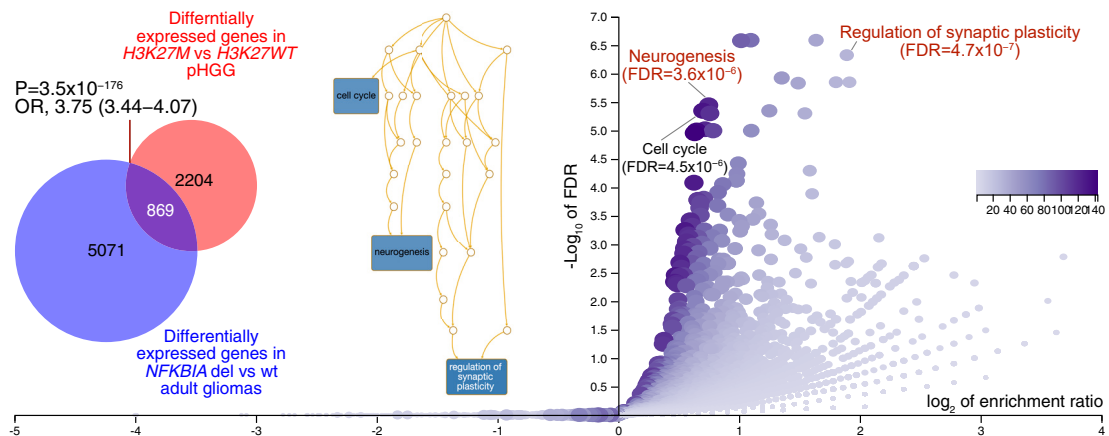 Differntially
expressed genes in
H3K27M vs H3K27WT
pHGG
P=3.5x10⁻¹⁷⁶
OR, 3.75 (3.44–4.07)
2204
869
5071
Differentially
expressed genes in
NFKBIA del vs wt
adult gliomas
cell cycle
neurogenesis
regulation of
synaptic
plasticity
-Log₁₀ of FDR
7.0
6.5
6.0
5.5
5.0
4.5
4.0
3.5
3.0
2.5
2.0
1.5
1.0
0.5
Regulation of synaptic plasticity
(FDR=4.7x10⁻⁷)
Neurogenesis
(FDR=3.6x10⁻⁶)
Cell cycle
(FDR=4.5x10⁻⁶)
20 40 60 80 100 120 140
log₂ of enrichment ratio
-5 -4 -3 -2 -1 0 1 2 3 4